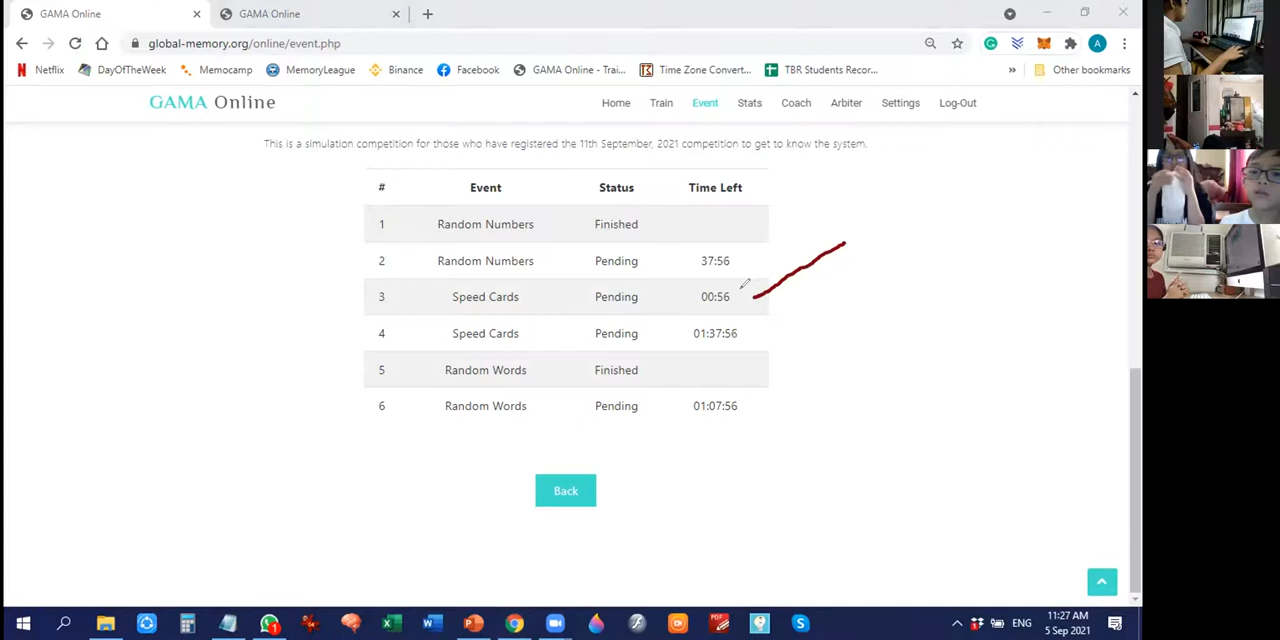 GAMA Online
GAMA Online
global-memory.org/online/event.php
A
Netflix
DayOfTheWeek
Memocamp
MemoryLeague
Binance
Facebook
GAMA Online - Trai...
Time Zone Convert...
TBR Students Recor...
»
Other bookmarks
GAMA Online
Home
Train
Event
Stats
Coach
Arbiter
Settings
Log-Out
This is a simulation competition for those who have registered the 11th September, 2021 competition to get to know the system.
# Event Status Time Left
1 Random Numbers Finished
2 Random Numbers Pending 37:56
3 Speed Cards Pending 00:56
4 Speed Cards Pending 01:37:56
5 Random Words Finished
6 Random Words Pending 01:07:56
Back
ENG
11:27 AM
5 Sep 2021